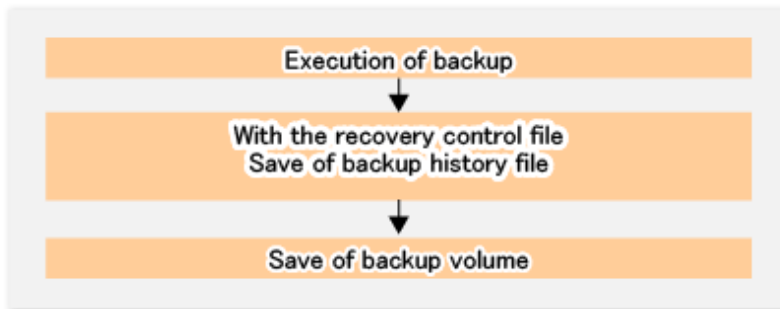 Execution of backup
With the recovery control file
Save of backup history file
Save of backup volume